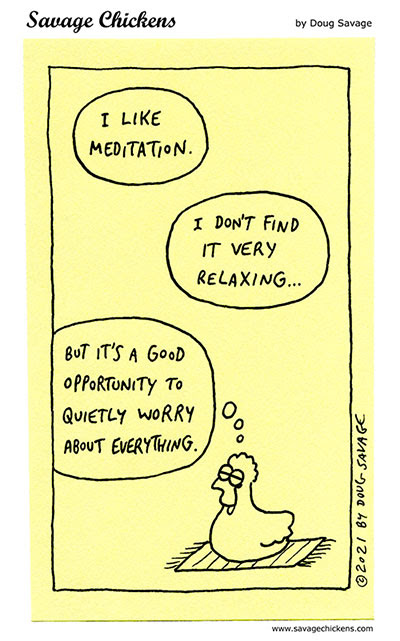 Savage Chickens
by Doug Savage
I LIKE
MEDITATION.
I DON'T FIND
IT VERY
RELAXING...
BUT IT'S A GOOD
OPPORTUNITY TO
QUIETLY WORRY
ABOUT EVERYTHING.
©2021 BY DOUG SAVAGE
www.savagechickens.com